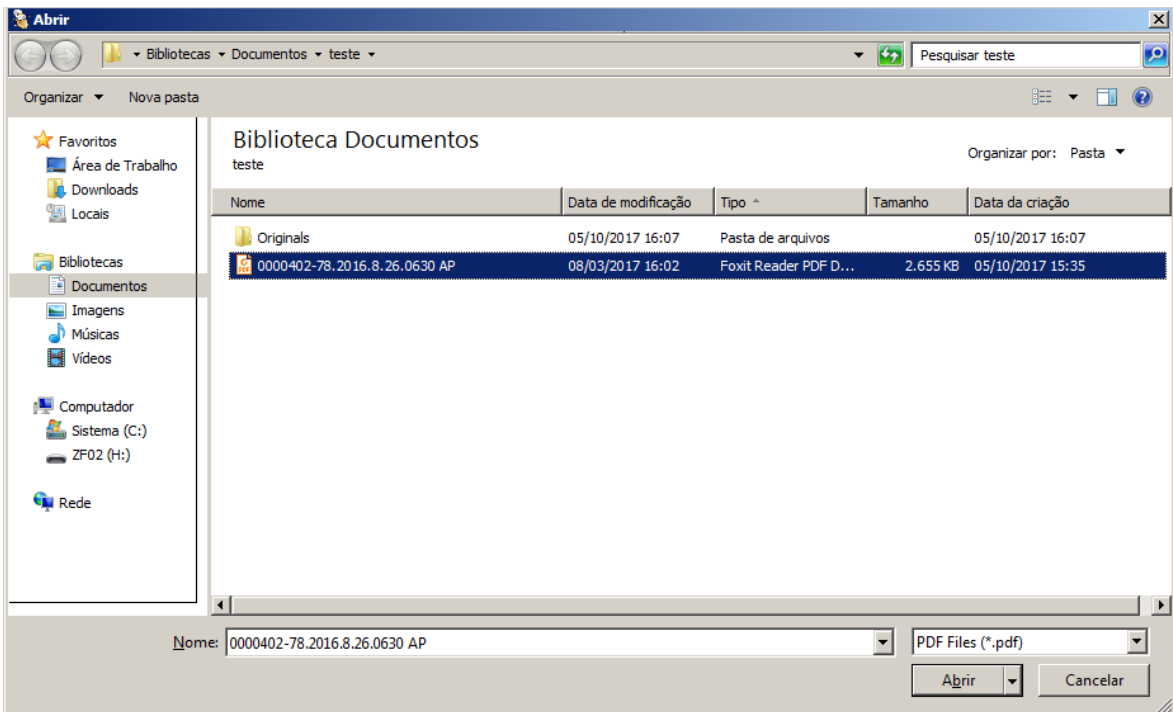 Abrir
Bibliotecas Documentos teste
Pesquisar teste
Organizar Nova pasta
Favoritos
Área de Trabalho
Downloads
Locais
Bibliotecas
Documentos
Imagens
Músicas
Vídeos
Computador
Sistema (C:)
ZF02 (H:)
Rede
Biblioteca Documentos
teste
Organizar por: Pasta
Nome Data de modificação Tipo Tamanho Data da criação
Originals 05/10/2017 16:07 Pasta de arquivos 05/10/2017 16:07
0000402-78.2016.8.26.0630 AP 08/03/2017 16:02 Foxit Reader PDF D... 2.655 KB 05/10/2017 15:35
Nome: 0000402-78.2016.8.26.0630 AP PDF Files (*.pdf)
Abrir Cancelar